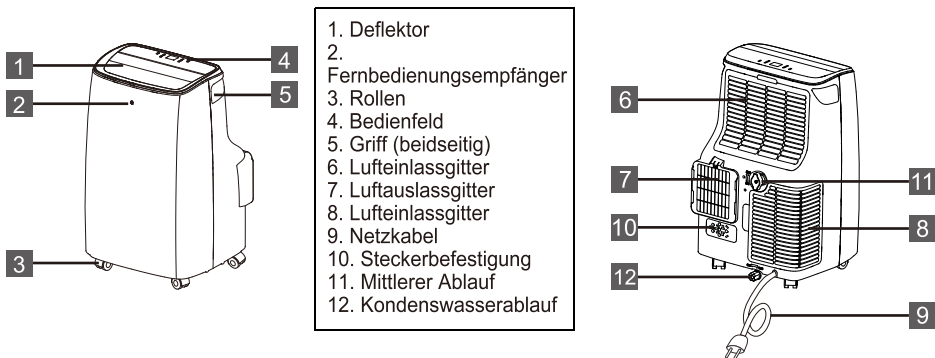 1
2
3
4
5
1. Deflektor
2.
Fernbedienungsempfänger
3. Rollen
4. Bedienfeld
5. Griff (beidseitig)
6. Lufteinlassgitter
7. Luftauslassgitter
8. Lufteinlassgitter
9. Netzkabel
10. Steckerbefestigung
11. Mittlerer Ablauf
12. Kondenswasserablauf
6
7
10
12
11
8
9